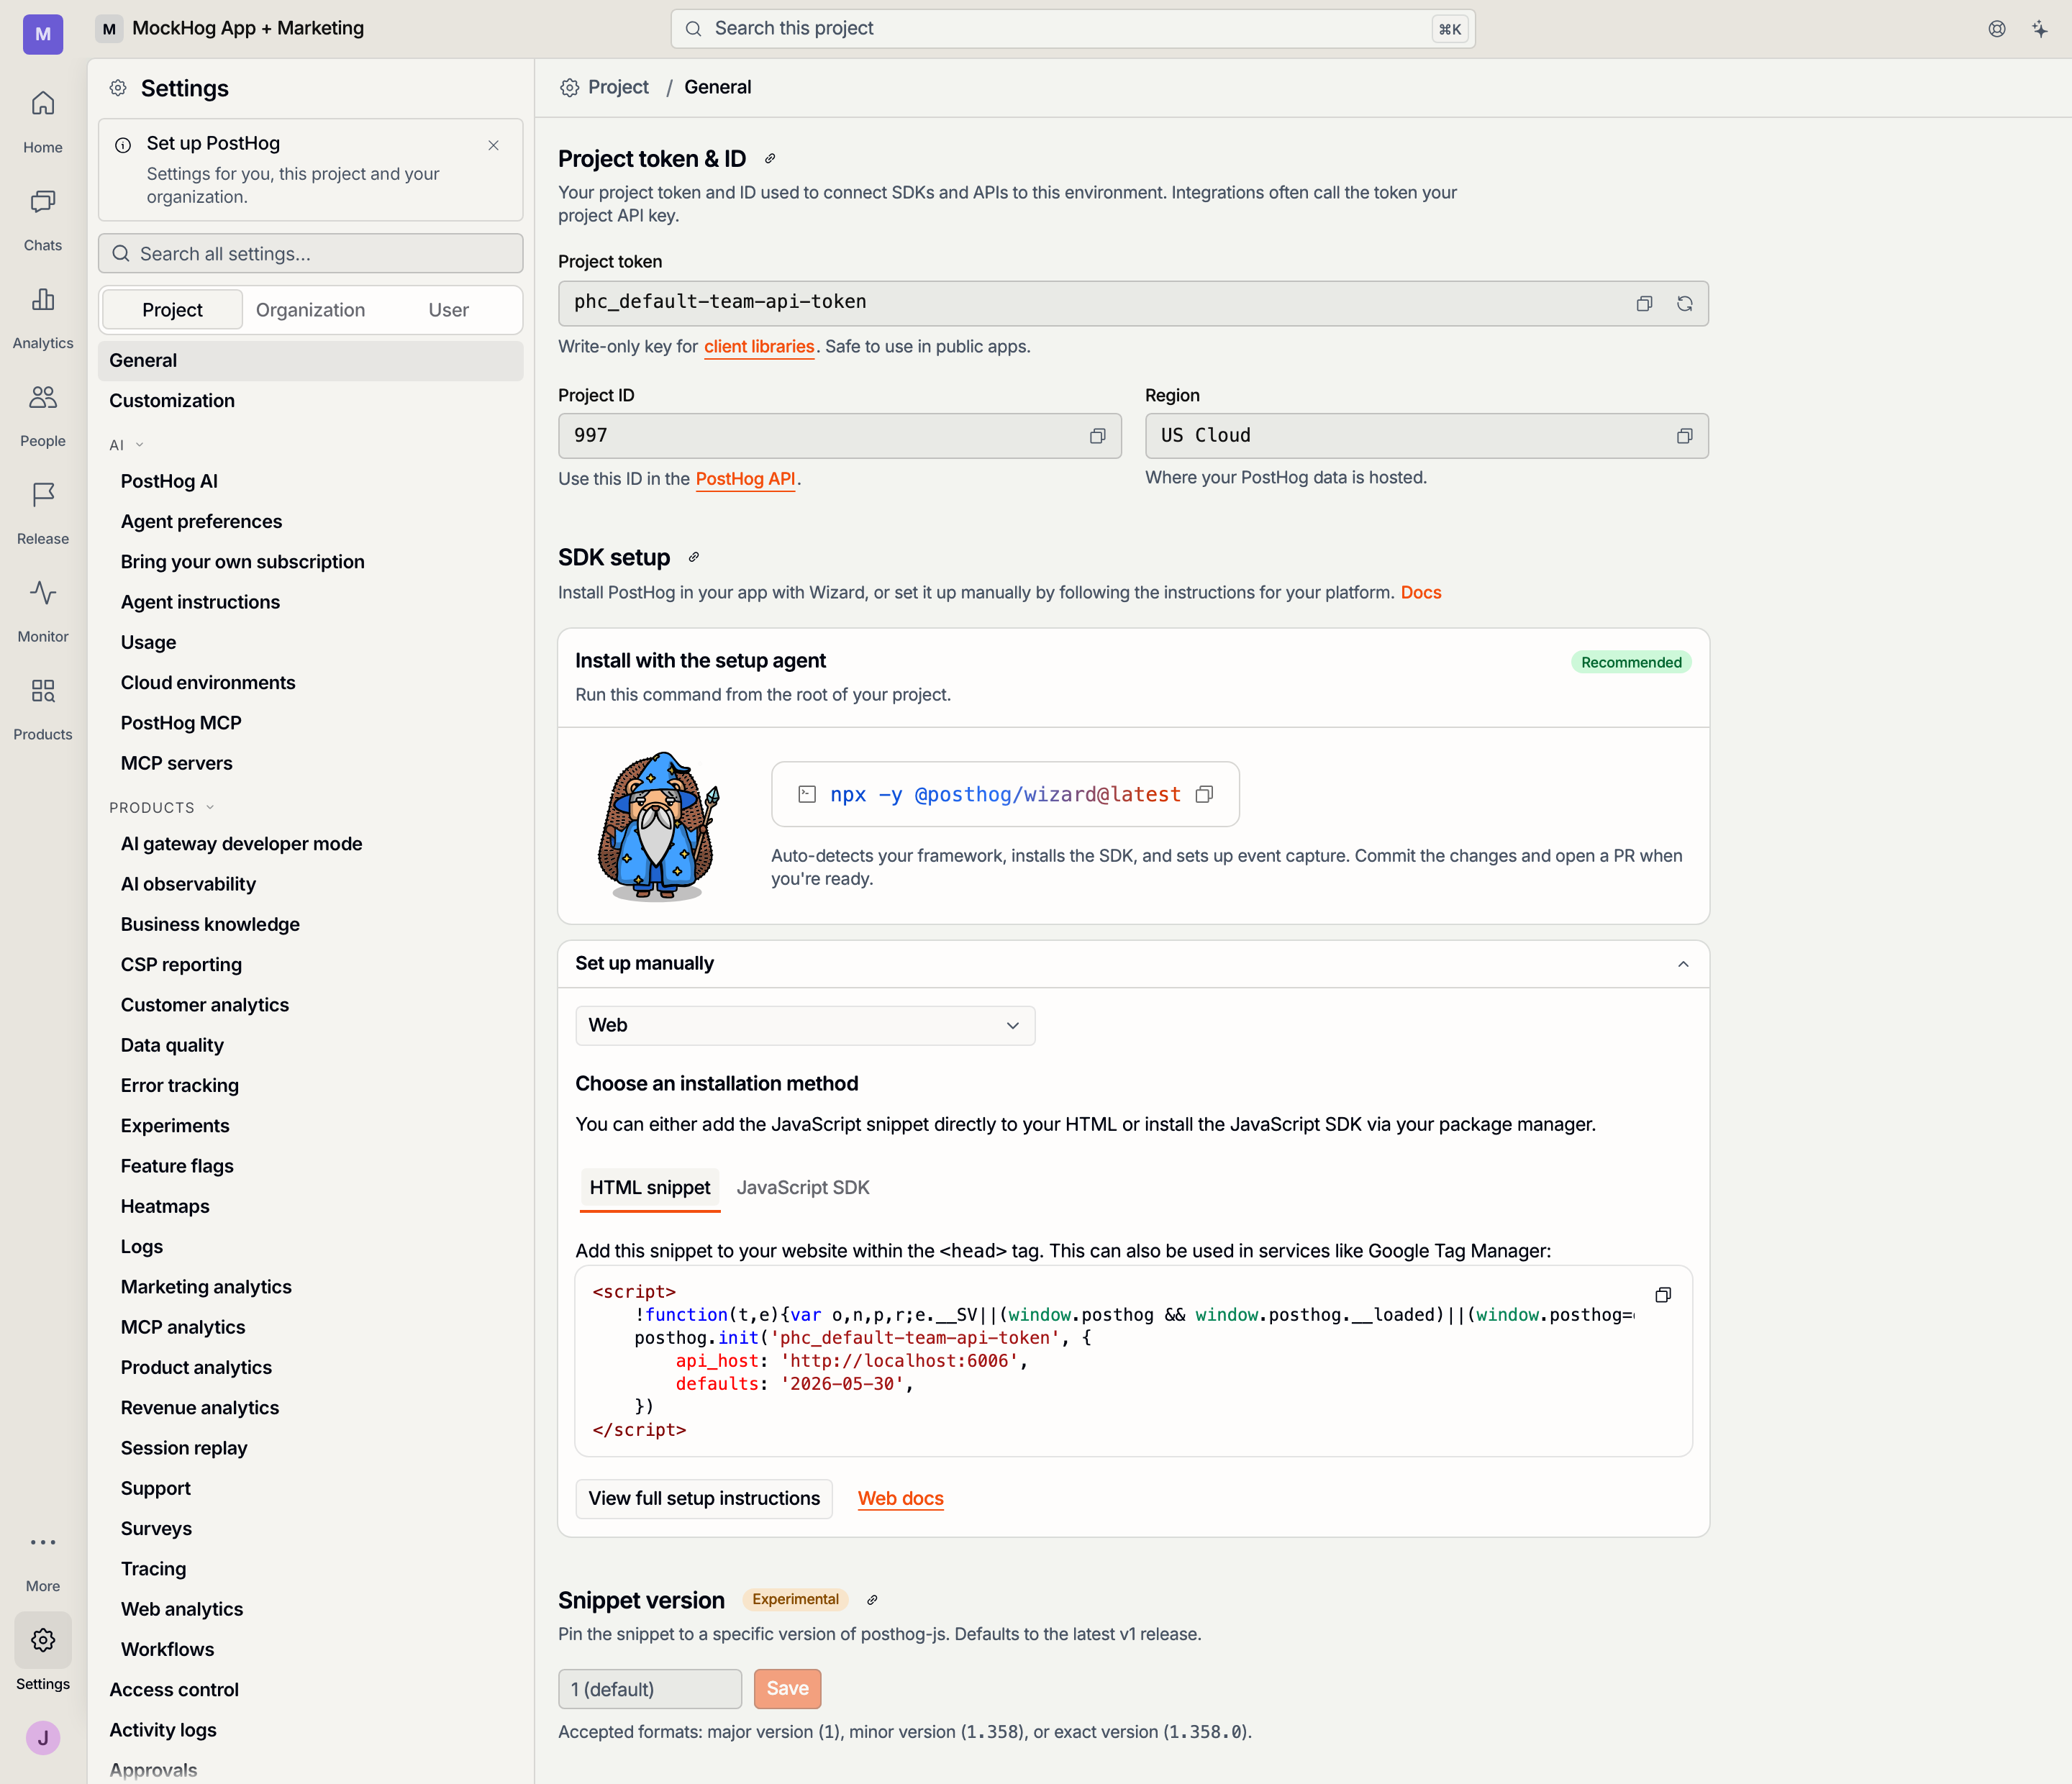 M
M MockHog App + Marketing
Search this project
⌘K
Home
Chats
Analytics
People
Release
Monitor
Products
More
Settings
J
Settings
Set up PostHog
Settings for you, this project and your
organization.
Search all settings...
Project Organization User
General
Customization
AI
PostHog AI
Agent preferences
Bring your own subscription
Agent instructions
Usage
Cloud environments
PostHog MCP
MCP servers
PRODUCTS
AI gateway developer mode
AI observability
Business knowledge
CSP reporting
Customer analytics
Data quality
Error tracking
Experiments
Feature flags
Heatmaps
Logs
Marketing analytics
MCP analytics
Product analytics
Revenue analytics
Session replay
Support
Surveys
Tracing
Web analytics
Workflows
Access control
Activity logs
Approvals
Project / General
Project token & ID
Your project token and ID used to connect SDKs and APIs to this environment. Integrations often call the token your
project API key.
Project token
phc_default-team-api-token
Write-only key for client libraries. Safe to use in public apps.
Project ID
997
Use this ID in the PostHog API.
Region
US Cloud
Where your PostHog data is hosted.
SDK setup
Install PostHog in your app with Wizard, or set it up manually by following the instructions for your platform. Docs
Install with the setup agent
Recommended
Run this command from the root of your project.
npx -y @posthog/wizard@latest
Auto-detects your framework, installs the SDK, and sets up event capture. Commit the changes and open a PR when
you're ready.
Set up manually
Web
Choose an installation method
You can either add the JavaScript snippet directly to your HTML or install the JavaScript SDK via your package manager.
HTML snippet JavaScript SDK
Add this snippet to your website within the <head> tag. This can also be used in services like Google Tag Manager:
<script>
!function(t,e){var o,n,p,r;e.__SV||(window.posthog && window.posthog.__loaded)||(window.posthog=
posthog.init('phc_default-team-api-token', {
api_host: 'http://localhost:6006',
defaults: '2026-05-30',
})
</script>
View full setup instructions Web docs
Snippet version Experimental
Pin the snippet to a specific version of posthog-js. Defaults to the latest v1 release.
1 (default) Save
Accepted formats: major version (1), minor version (1.358), or exact version (1.358.0).